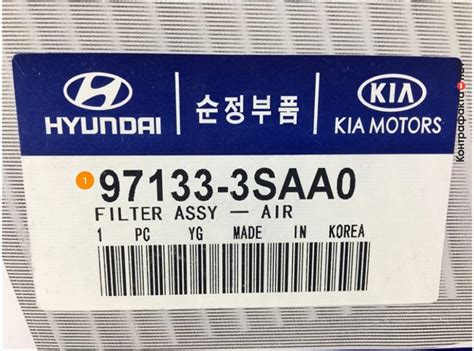 HYUNDAI
순정부품
KIA
KIA MOTORS
1
97133-3SAA0
FILTER ASSY – AIR
1 PC YG MADE IN KOREA